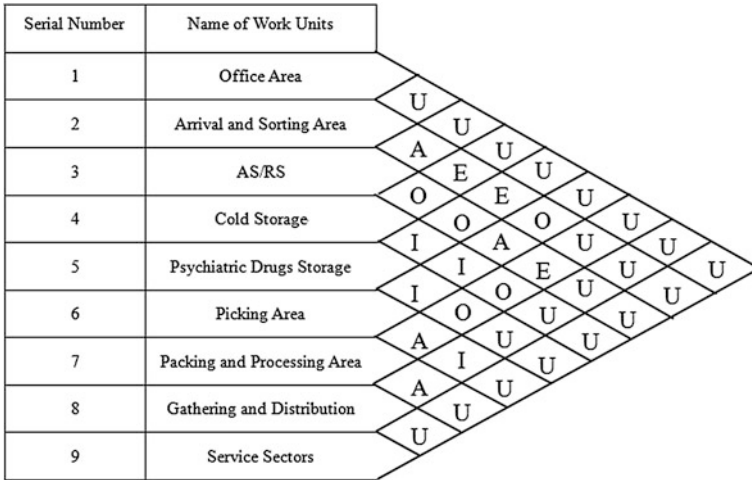 Serial Number Name of Work Units
1 Office Area
U
2 Arrival and Sorting Area U
A U
3 AS/RS E U
O E U
4 Cold Storage O O U
I A U U
5 Psychiatric Drugs Storage I E U U
I O U U
6 Picking Area O U U
A U U
7 Packing and Processing Area I U
A U
8 Gathering and Distribution U
U
9 Service Sectors